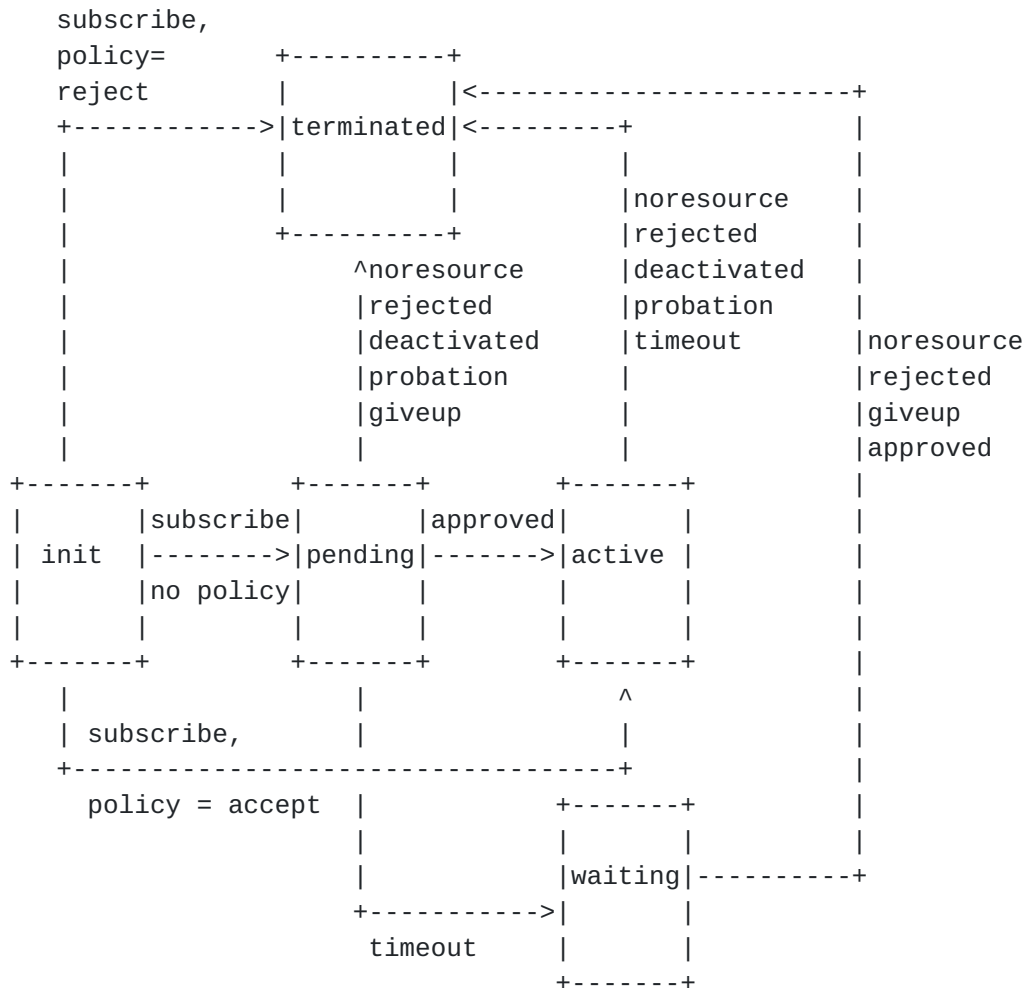 subscribe,
policy=       +----------+
reject        |          |<------------------------+
+------------>|terminated|<---------+              |
|             |          |          |              |
|             |          |          |noresource    |
|             +----------+          |rejected      |
|                  ^noresource      |deactivated   |
|                  |rejected        |probation     |
|                  |deactivated     |timeout       |noresource
|                  |probation       |              |rejected
|                  |giveup          |              |giveup
|                  |                |              |approved
+-------+         +-------+        +-------+          |
|       |subscribe|       |approved|       |          |
| init  |-------->|pending|------->|active |          |
|       |no policy|       |        |       |          |
|       |         |       |        |       |          |
+-------+         +-------+        +-------+          |
|                  |                ^              |
| subscribe,       |                |              |
+-----------------------------------+              |
policy = accept  |            +-------+          |
|            |       |          |
|            |waiting|----------+
+----------->|       |
timeout     |       |
+-------+